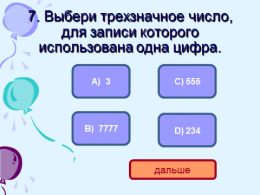 7. Выбери трехзначное число,
для записи которого
использована одна цифра.
А) 3
С) 555
В) 7777
D) 234
дальше